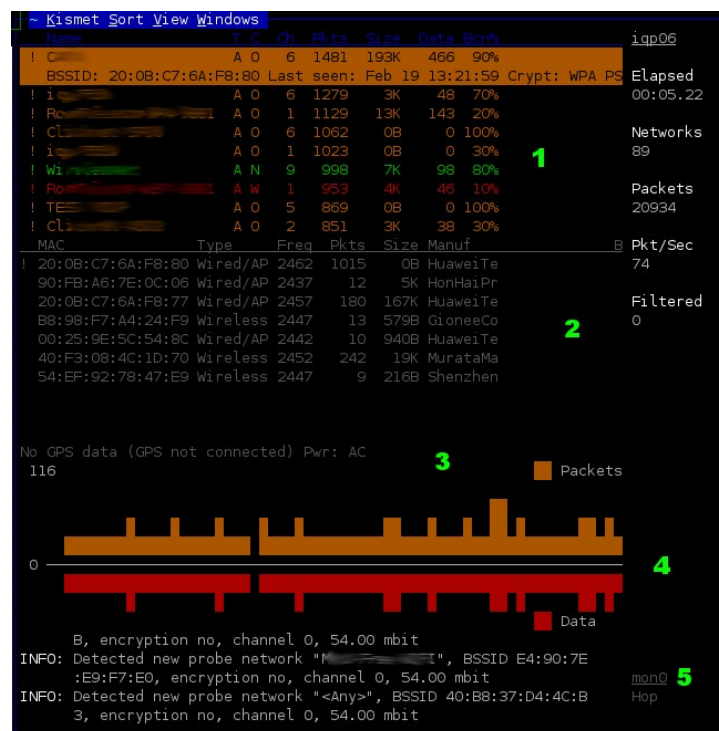 ~ Kismet Sort View Windows
Name T C Ch Pkts Size Data Bcn%
iqp06
! A O 6 1481 193K 466 90%
BSSID: 20:0B:C7:6A:F8:80 Last seen: Feb 19 13:21:59 Crypt: WPA PS
Elapsed
! A O 6 1279 3K 48 70%
00:05.22
! A O 1 1129 13K 143 20%
! A O 6 1062 0B 0 100%
Networks
! A O 1 1023 0B 0 30%
89
1
! A N 9 998 7K 98 80%
! A W 1 953 4K 46 10%
Packets
! A O 5 869 0B 0 100%
20934
! A O 2 851 3K 38 30%
MAC Type Freq Pkts Size Manuf B
Pkt/Sec
! 20:0B:C7:6A:F8:80 Wired/AP 2462 1015 0B HuaweiTe
74
90:FB:A6:7E:0C:06 Wired/AP 2437 12 5K HonHaiPr
20:0B:C7:6A:F8:77 Wired/AP 2457 180 167K HuaweiTe
Filtered
B8:98:F7:A4:24:F9 Wireless 2447 13 579B GioneeCo
0
2
00:25:9E:5C:54:8C Wired/AP 2442 10 940B HuaweiTe
40:F3:08:4C:1D:70 Wireless 2452 242 19K MurataMa
54:EF:92:78:47:E9 Wireless 2447 9 216B Shenzhen
No GPS data (GPS not connected) Pwr: AC
3
116
Packets
0
4
Data
B, encryption no, channel 0, 54.00 mbit
INFO: Detected new probe network " ", BSSID E4:90:7E
:E9:F7:E0, encryption no, channel 0, 54.00 mbit
mon0 5
INFO: Detected new probe network "<Any>", BSSID 40:B8:37:D4:4C:B
Hop
3, encryption no, channel 0, 54.00 mbit